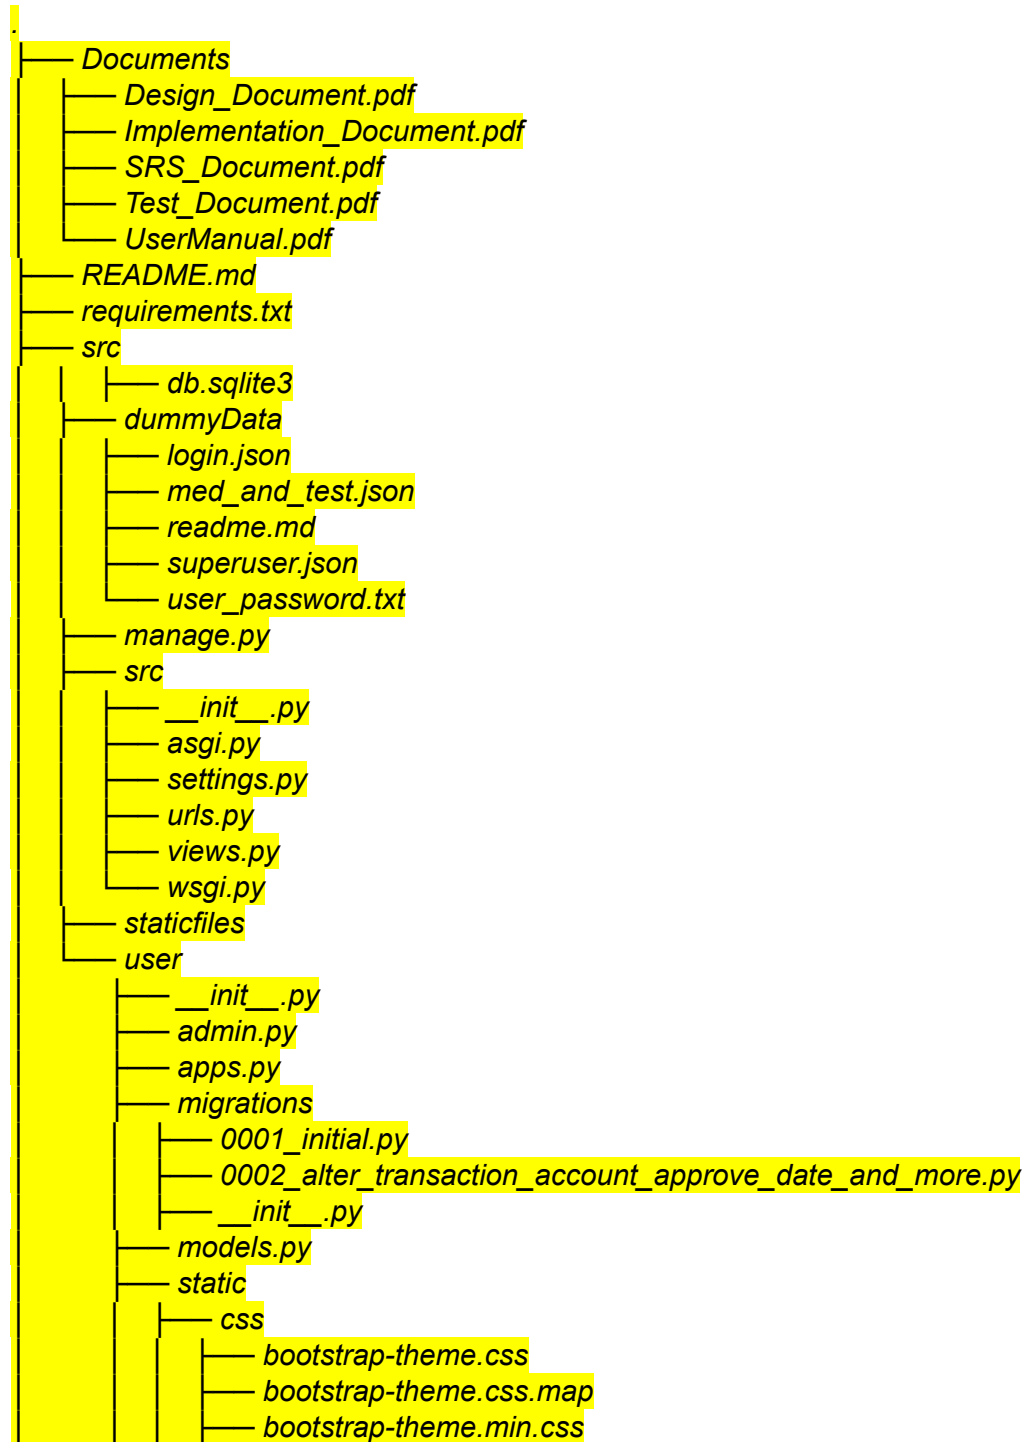 .
├── Documents
│   ├── Design_Document.pdf
│   ├── Implementation_Document.pdf
│   ├── SRS_Document.pdf
│   ├── Test_Document.pdf
│   └── UserManual.pdf
├── README.md
├── requirements.txt
├── src
│   │   ├── db.sqlite3
│   ├── dummyData
│   │   ├── login.json
│   │   ├── med_and_test.json
│   │   ├── readme.md
│   │   ├── superuser.json
│   │   └── user_password.txt
│   ├── manage.py
│   ├── src
│   │   ├── __init__.py
│   │   ├── asgi.py
│   │   ├── settings.py
│   │   ├── urls.py
│   │   ├── views.py
│   │   └── wsgi.py
│   ├── staticfiles
│   └── user
│       ├── __init__.py
│       ├── admin.py
│       ├── apps.py
│       ├── migrations
│       │   ├── 0001_initial.py
│       │   ├── 0002_alter_transaction_account_approve_date_and_more.py
│       │   ├── __init__.py
│       ├── models.py
│       ├── static
│       │   ├── css
│       │   │   ├── bootstrap-theme.css
│       │   │   ├── bootstrap-theme.css.map
│       │   │   ├── bootstrap-theme.min.css